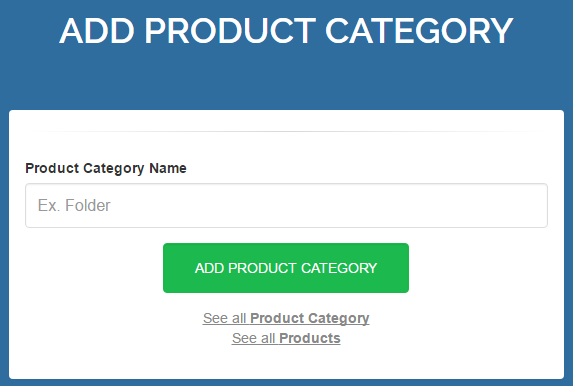 ADD PRODUCT CATEGORY
Product Category Name
Ex. Folder
ADD PRODUCT CATEGORY
See all Product Category
See all Products